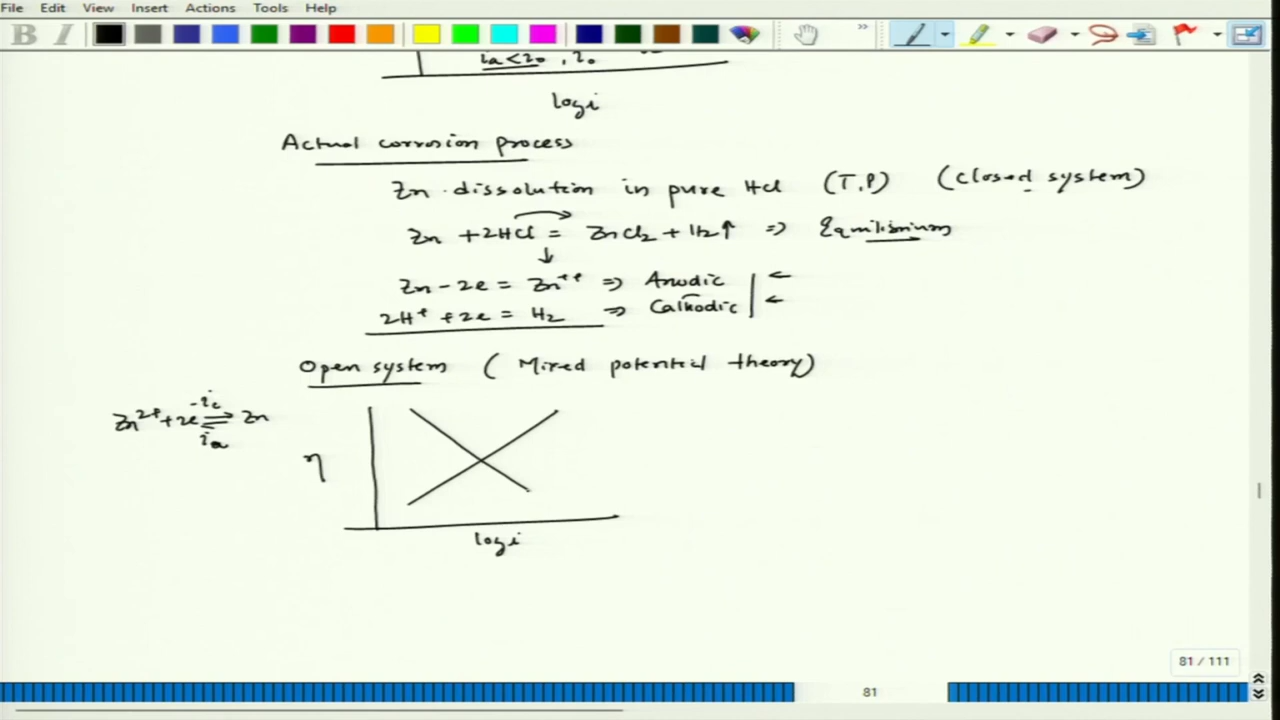 File Edit View Insert Actions Tools Help
B I
ia < i0 , i0
log i
Actual corrosion process
Zn dissolution in pure HCl (T.P) (closed system)
Zn + 2HCl = ZnCl2 + H2↑ ⇒ Equilibrium
↓
Zn - 2e = Zn++ ⇒ Anodic ←
2H+ + 2e = H2 ⇒ Cathodic ←
Open system ( Mixed potential theory)
Zn2+ + 2e ⇌ Zn
-ic
ia
η
log i
81 / 111
81